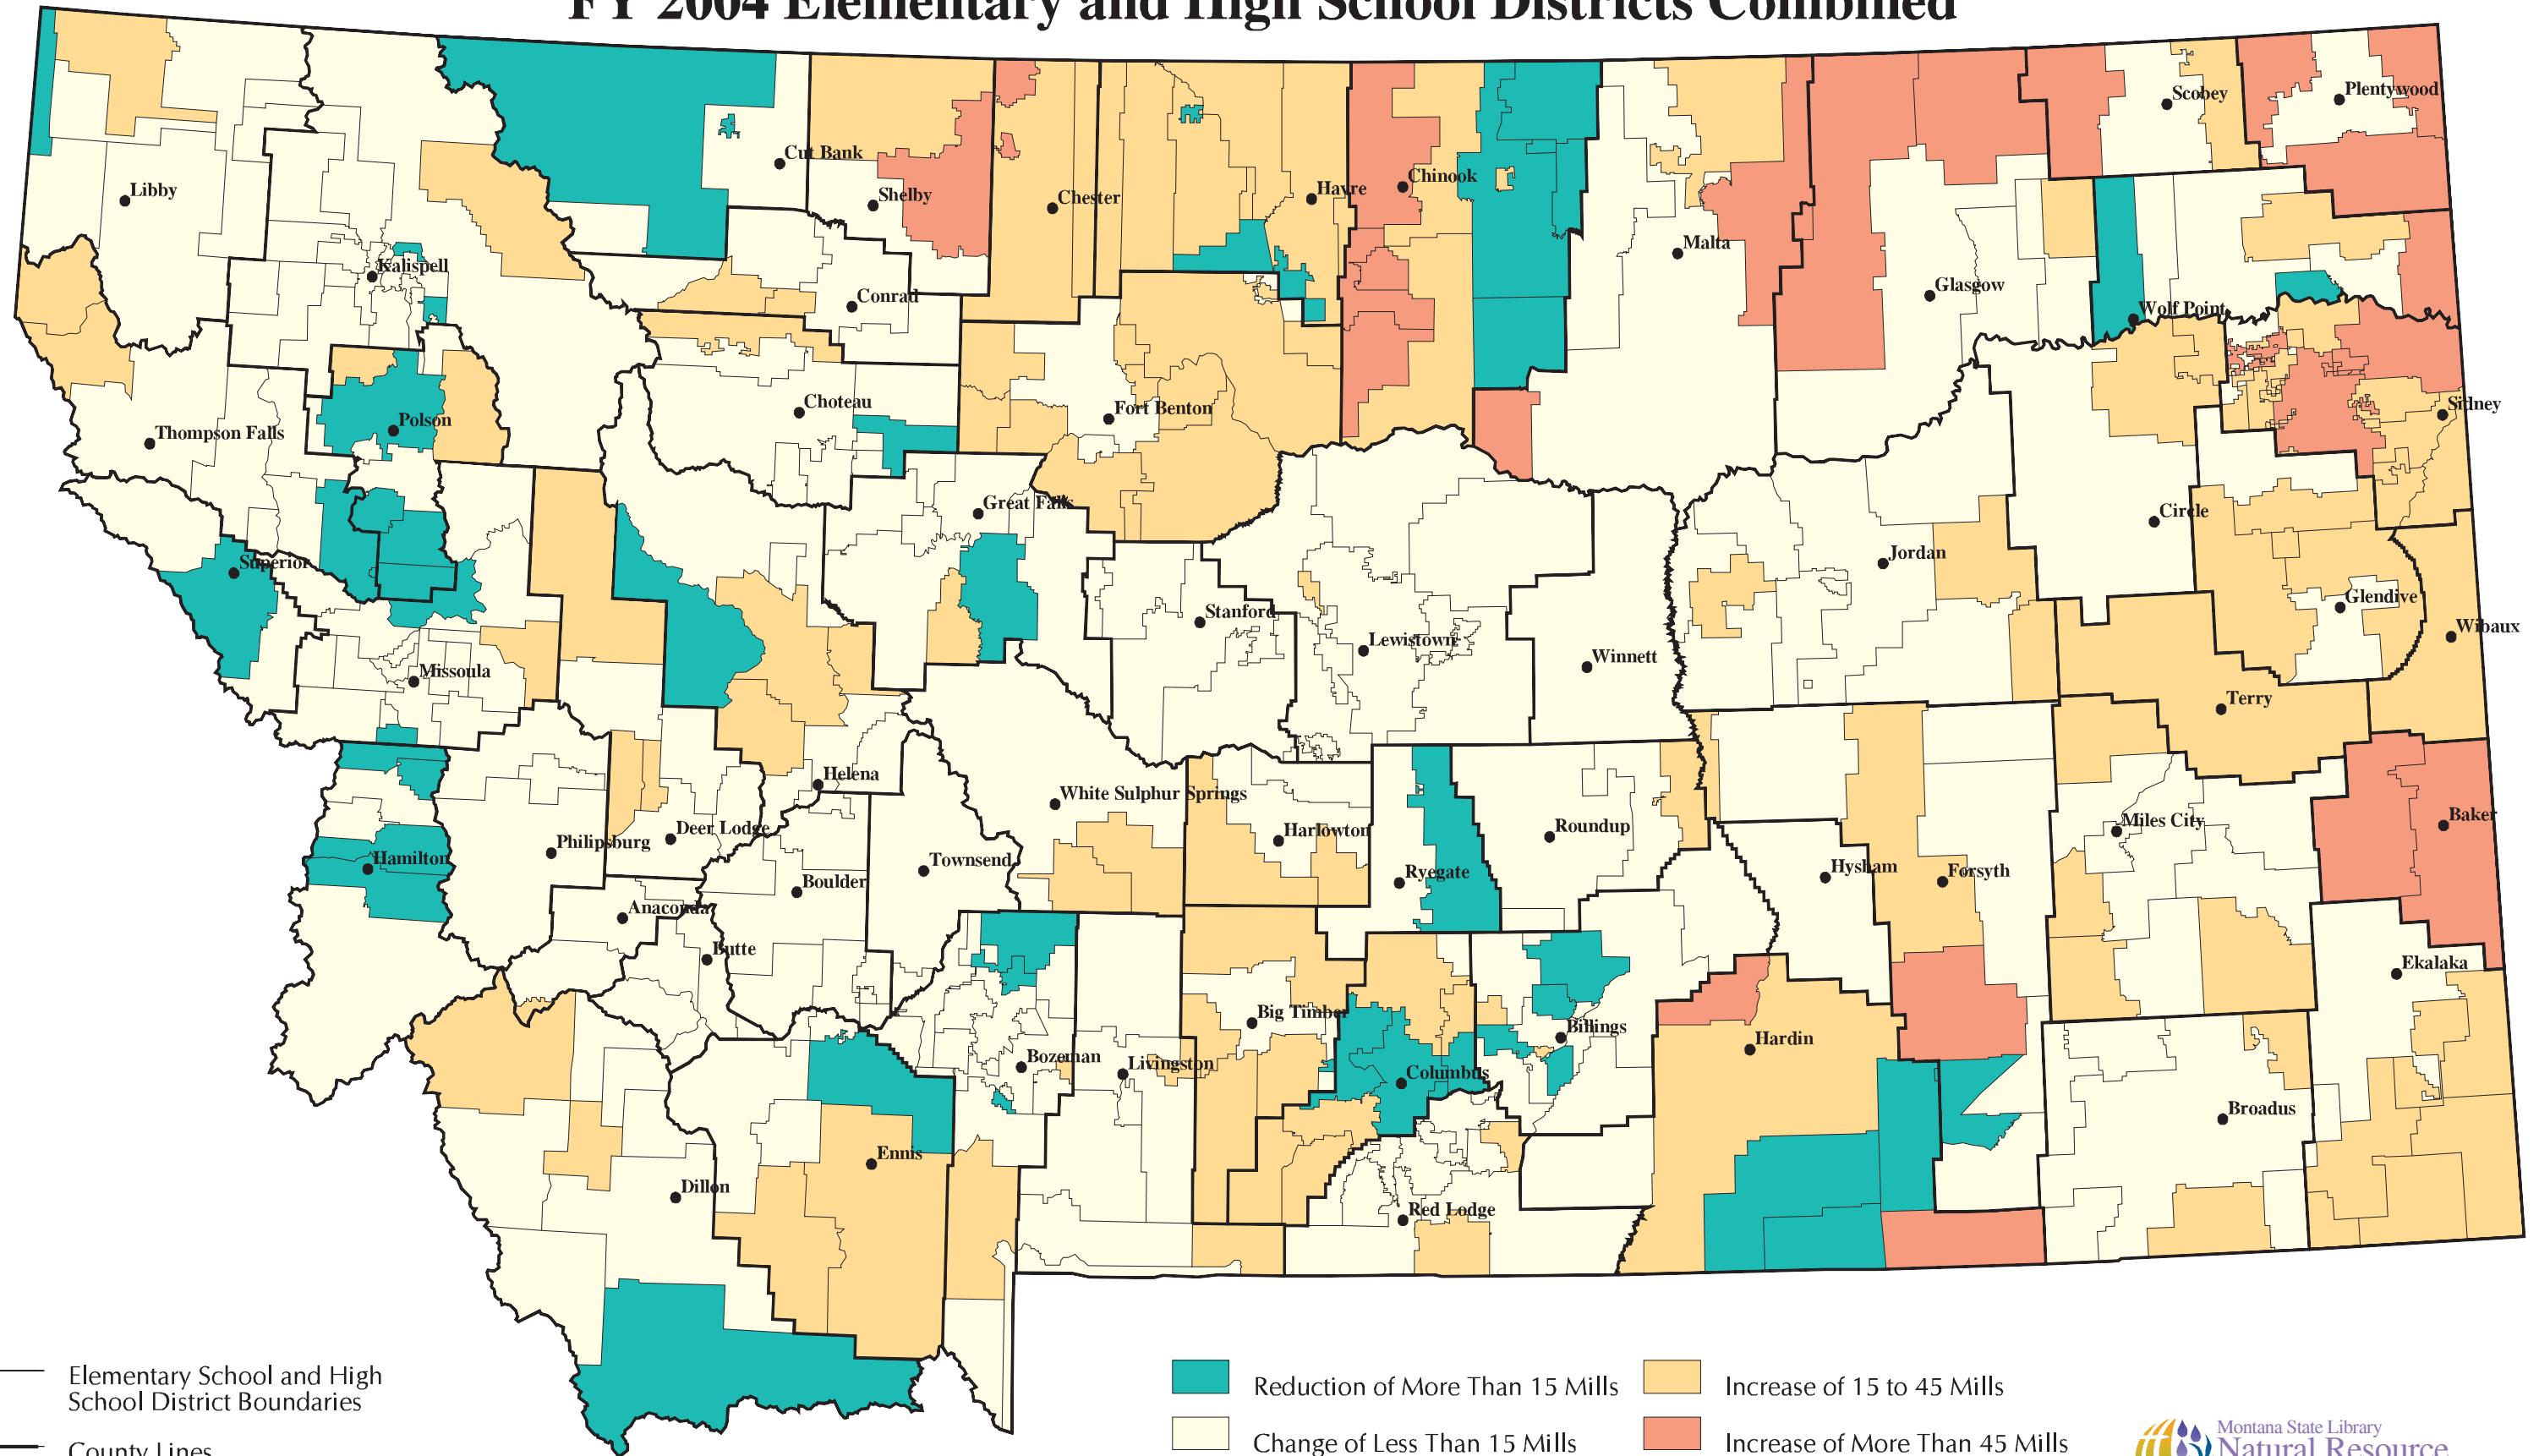 FY 2004 Elementary and High School Districts Combined
Scobey
Plentywood
Cut Bank
Libby
Shelby
Chester
Havre
Chinook
Malta
Kalispell
Conrad
Glasgow
Wolf Point
Choteau
Fort Benton
Sidney
Polson
Thompson Falls
Great Falls
Circle
Superior
Jordan
Stanford
Glendive
Lewistown
Wibaux
Winnett
Missoula
Terry
Helena
White Sulphur Springs
Baker
Deer Lodge
Harlowton
Roundup
Miles City
Philipsburg
Hamilton
Townsend
Ryegate
Hysham
Forsyth
Boulder
Anaconda
Butte
Ekalaka
Big Timber
Billings
Hardin
Bozeman
Livingston
Columbus
Broadus
Ennis
Dillon
Red Lodge
Elementary School and High
School District Boundaries
County Lines
Reduction of More Than 15 Mills
Increase of 15 to 45 Mills
Change of Less Than 15 Mills
Increase of More Than 45 Mills
Montana State Library
Natural Resource